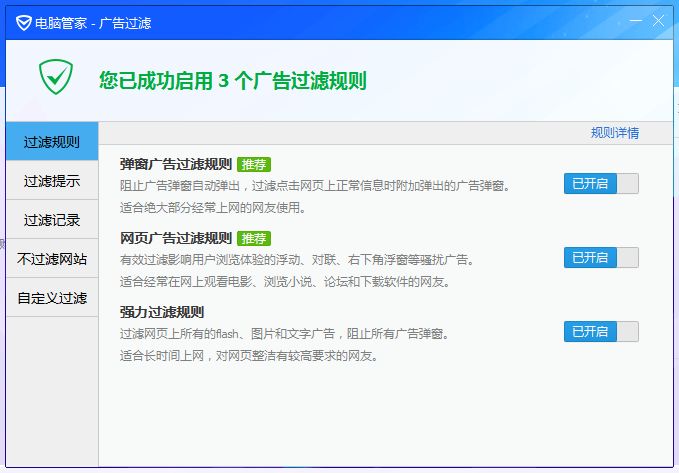 电脑管家 - 广告过滤
您已成功启用 3 个广告过滤规则
过滤规则
过滤提示
过滤记录
不过滤网站
自定义过滤
规则详情
弹窗广告过滤规则 推荐
阻止广告弹窗自动弹出，过滤点击网页上正常信息时附加弹出的广告弹窗。
适合绝大部分经常上网的网友使用。
已开启
网页广告过滤规则 推荐
有效过滤影响用户浏览体验的浮动、对联、右下角浮窗等骚扰广告。
适合经常在网上观看电影、浏览小说、论坛和下载软件的网友。
已开启
强力过滤规则
过滤网页上所有的flash、图片和文字广告，阻止所有广告弹窗。
适合长时间上网，对网页整洁有较高要求的网友。
已开启